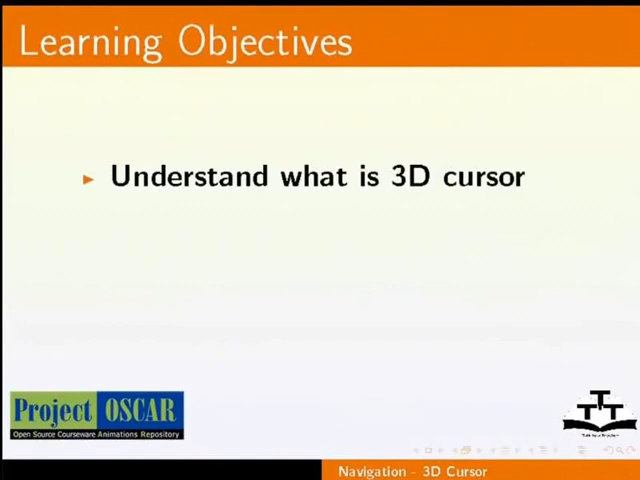 Learning Objectives
Understand what is 3D cursor
Project OSCAR
Open Source Courseware Animations Repository
Navigation - 3D Cursor